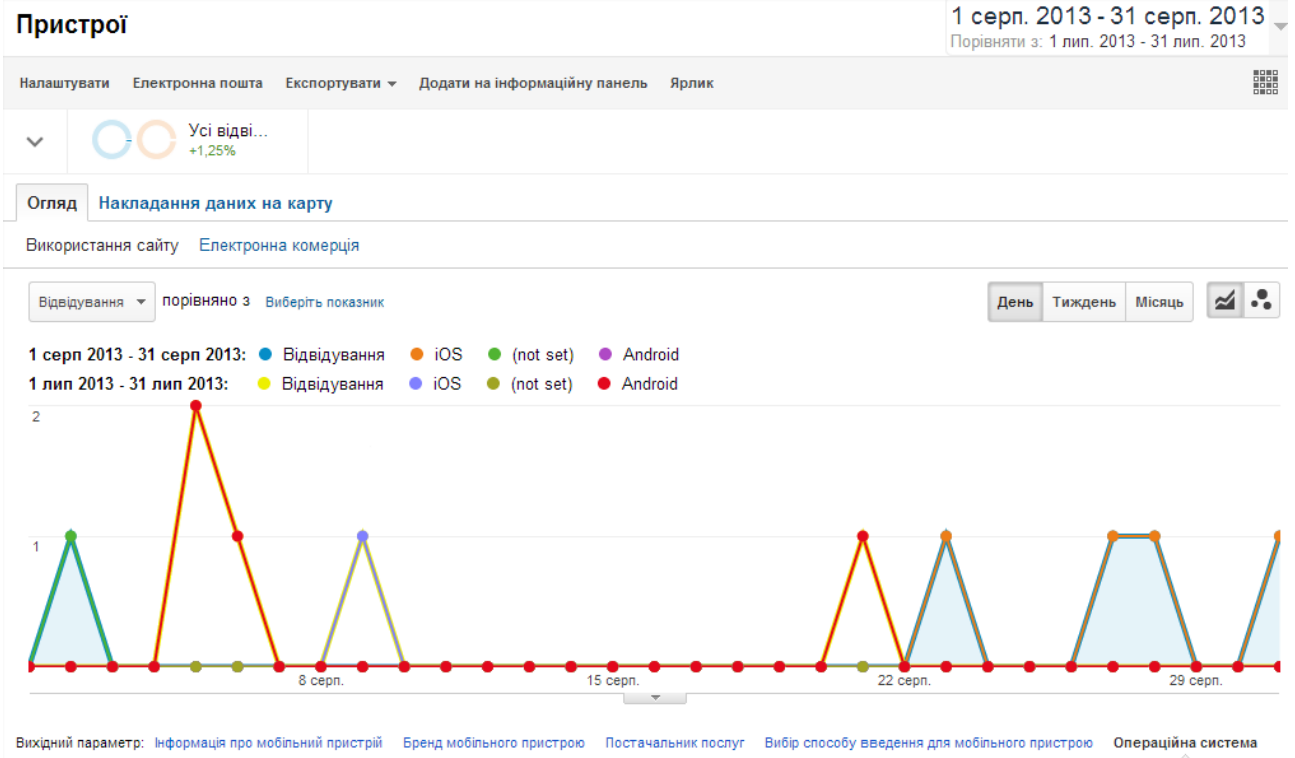 Пристрої
1 серп. 2013 - 31 серп. 2013
Порівняти з: 1 лип. 2013 - 31 лип. 2013
Налаштувати Електронна пошта Експортувати Додати на інформаційну панель Ярлик
Усі відві...
+1,25%
Огляд Накладання даних на карту
Використання сайту Електронна комерція
Відвідування порівняно з Виберіть показник День Тиждень Місяць
1 серп 2013 - 31 серп 2013: Відвідування iOS (not set) Android
1 лип 2013 - 31 лип 2013: Відвідування iOS (not set) Android
2
1
8 серп. 15 серп. 22 серп. 29 серп.
Вихідний параметр: Інформація про мобільний пристрій Бренд мобільного пристрою Постачальник послуг Вибір способу введення для мобільного пристрою Операційна система